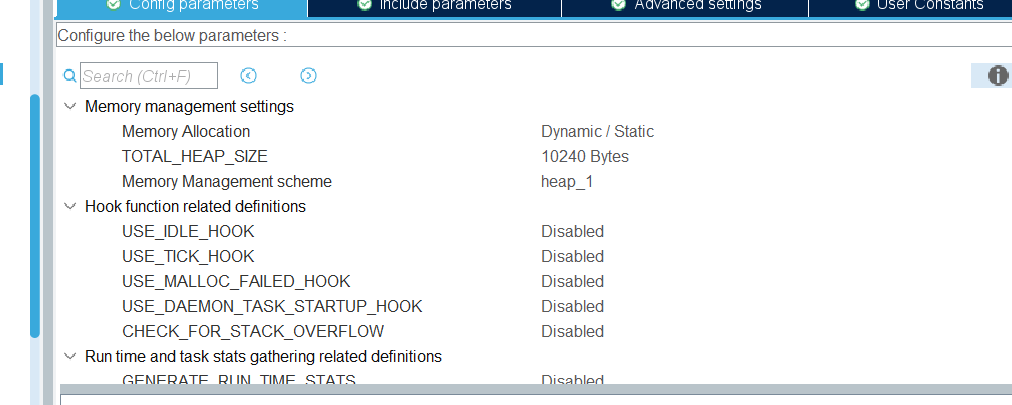 Config parameters Include parameters Advanced settings User Constants
Configure the below parameters :
Search (Ctrl+F)
Memory management settings
Memory Allocation Dynamic / Static
TOTAL_HEAP_SIZE 10240 Bytes
Memory Management scheme heap_1
Hook function related definitions
USE_IDLE_HOOK Disabled
USE_TICK_HOOK Disabled
USE_MALLOC_FAILED_HOOK Disabled
USE_DAEMON_TASK_STARTUP_HOOK Disabled
CHECK_FOR_STACK_OVERFLOW Disabled
Run time and task stats gathering related definitions
GENERATE_RUN_TIME_STATS Disabled